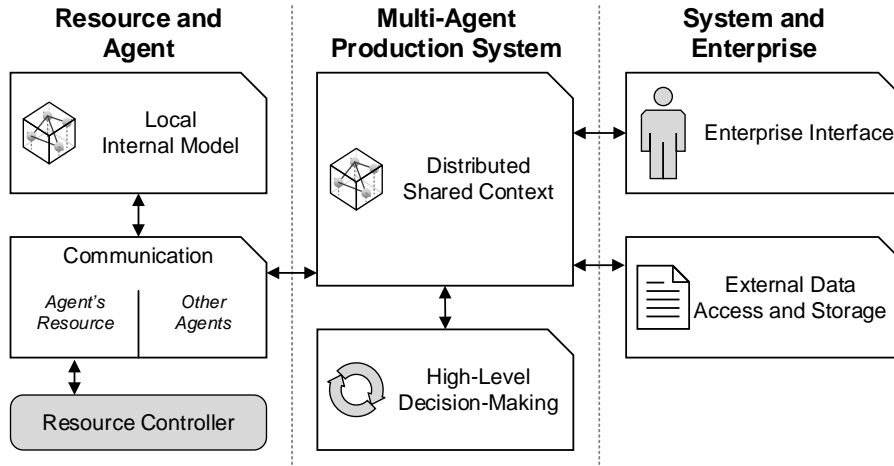 Resource and
Agent
Multi-Agent
Production System
System and
Enterprise
Local
Internal Model
Communication
Agent's
Resource
Other
Agents
Resource Controller
Distributed
Shared Context
High-Level
Decision-Making
Enterprise Interface
External Data
Access and Storage